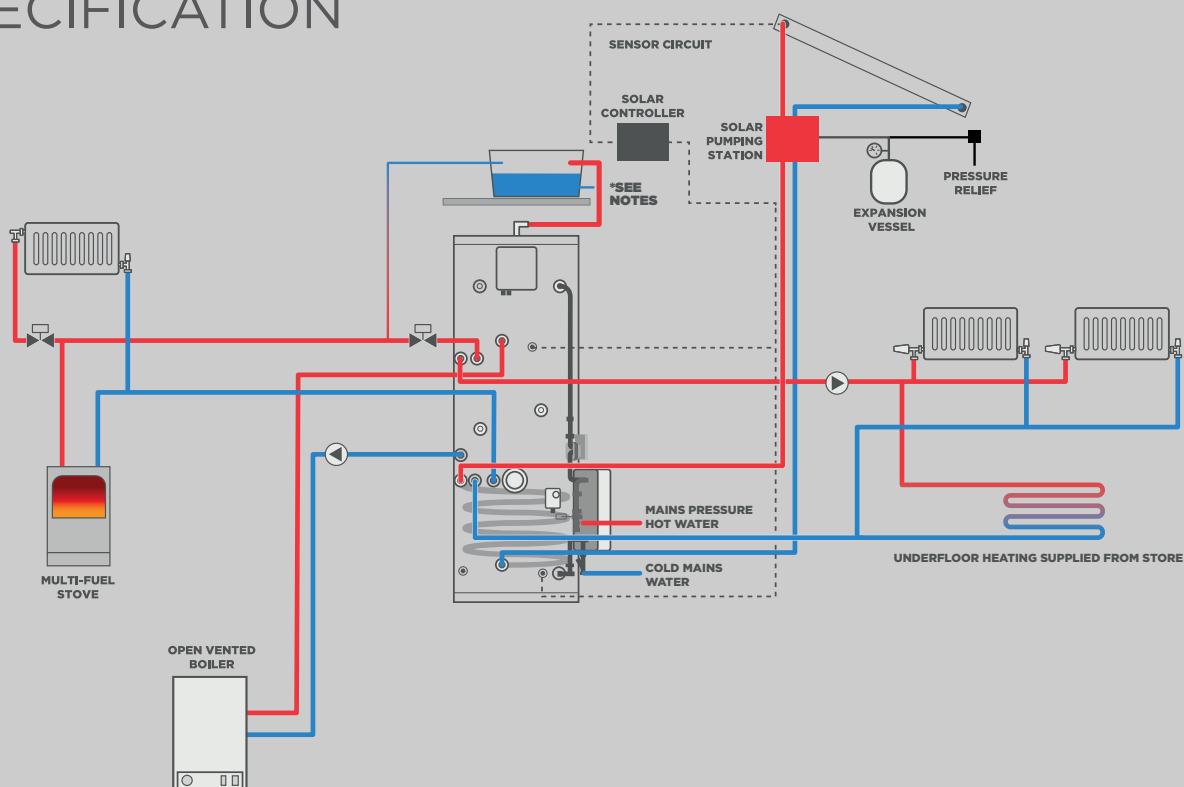 ECIFICATION
SENSOR CIRCUIT
SOLAR
CONTROLLER
SOLAR
PUMPING
STATION
*SEE
NOTES
PRESSURE
RELIEF
EXPANSION
VESSEL
MAINS PRESSURE
HOT WATER
COLD MAINS
WATER
UNDERFLOOR HEATING SUPPLIED FROM STORE
MULTI-FUEL
STOVE
OPEN VENTED
BOILER